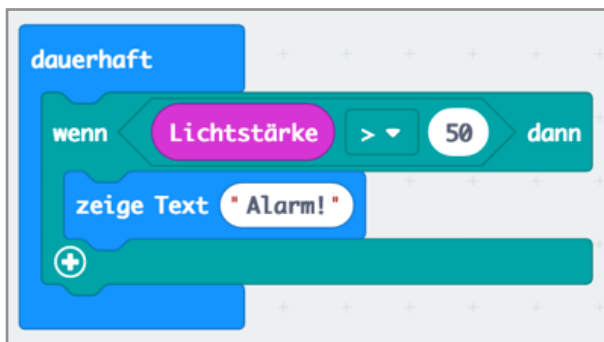 dauerhaft
wenn Lichtstärke > 50 dann
zeige Text "Alarm!"